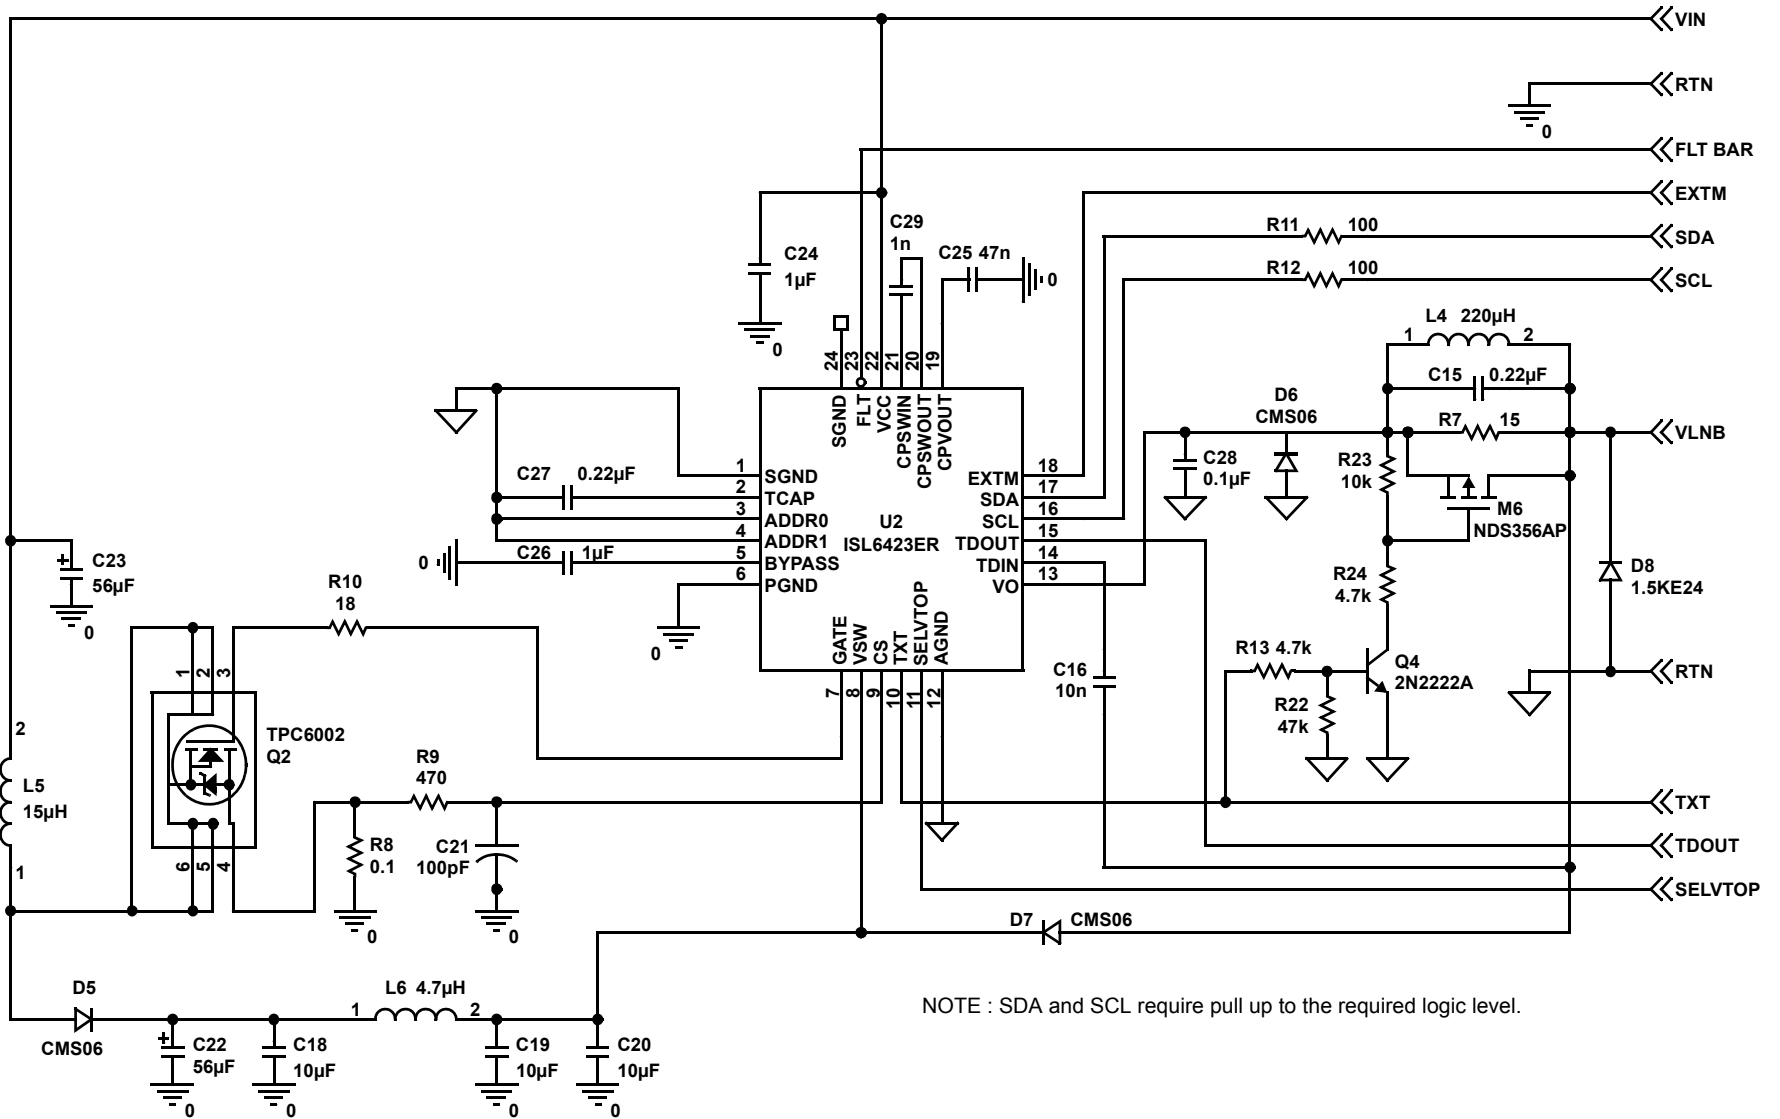 VIN
RTN
0
FLT BAR
EXTM
C29
1n
C25 47n
0
R11 100
SDA
R12 100
SCL
C24
1µF
0
L4 220µH
1 2
C15 0.22µF
R7 15
VLNB
24 23 22 21 20 19
SGND FLT VCC CPSWIN CPSWOUT CPVOUT
D6
CMS06
C28
0.1µF
R23
10k
M6
NDS356AP
C27 0.22µF
1 SGND
2 TCAP
3 ADDR0
4 ADDR1
5 BYPASS
6 PGND
U2
ISL6423ER
EXTM 18
SDA 17
SCL 16
TDOUT 15
TDIN 14
VO 13
0
C26 1µF
0
GATE VSW CS TXT SELVTOP AGND
7 8 9 10 11 12
+ C23
56µF
0
R10
18
R24
4.7k
D8
1.5KE24
R13 4.7k
Q4
2N2222A
RTN
R22
47k
C16
10n
1 2 3
TPC6002
Q2
6 5 4
2
L5
15µH
1
R9
470
R8
0.1
0
C21
100pF
0
TXT
TDOUT
SELVTOP
D7 CMS06
D5
CMS06
L6 4.7µH
1 2
+ C22
56µF
0
C18
10µF
0
C19
10µF
0
C20
10µF
0
NOTE : SDA and SCL require pull up to the required logic level.